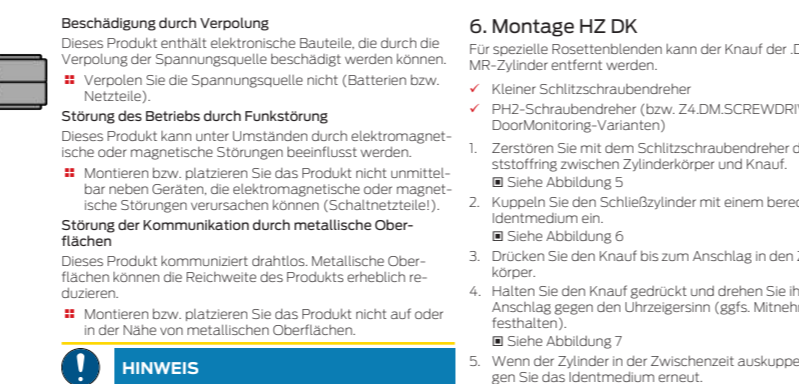 Beschädigung durch Verpolung
Dieses Produkt enthält elektronische Bauteile, die durch die
Verpolung der Spannungsquelle beschädigt werden können.
Verpolen Sie die Spannungsquelle nicht (Batterien bzw.
Netzteile).
Störung des Betriebs durch Funkstörung
Dieses Produkt kann unter Umständen durch elektromagnet-
ische oder magnetische Störungen beeinflusst werden.
Montieren bzw. platzieren Sie das Produkt nicht unmittel-
bar neben Geräten, die elektromagnetische oder magnet-
ische Störungen verursachen können (Schaltnetzteile!).
Störung der Kommunikation durch metallische Ober-
flächen
Dieses Produkt kommuniziert drahtlos. Metallische Ober-
flächen können die Reichweite des Produkts erheblich re-
duzieren.
Montieren bzw. platzieren Sie das Produkt nicht auf oder
in der Nähe von metallischen Oberflächen.
HINWEIS
6. Montage HZ DK
Für spezielle Rosettenblenden kann der Knauf der
MR-Zylinder entfernt werden.
✓ Kleiner Schlitzschraubendreher
✓ PH2-Schraubendreher (bzw.
DoorMonitoring-Varianten)
1. Zerstören Sie mit dem Schlitzschraubendreher
ststoffring zwischen Zylinderkörper und Knauf.
Siehe Abbildung 5
2. Kuppeln Sie den Schließzylinder mit einem
Identmedium ein.
Siehe Abbildung 6
3. Drücken Sie den Knauf bis zum Anschlag in den
körper.
4. Halten Sie den Knauf gedrückt und drehen Sie
Anschlag gegen den Uhrzeigersinn (ggfs.
festhalten).
Siehe Abbildung 7
5. Wenn der Zylinder in der Zwischenzeit
gen Sie das Identmedium erneut.